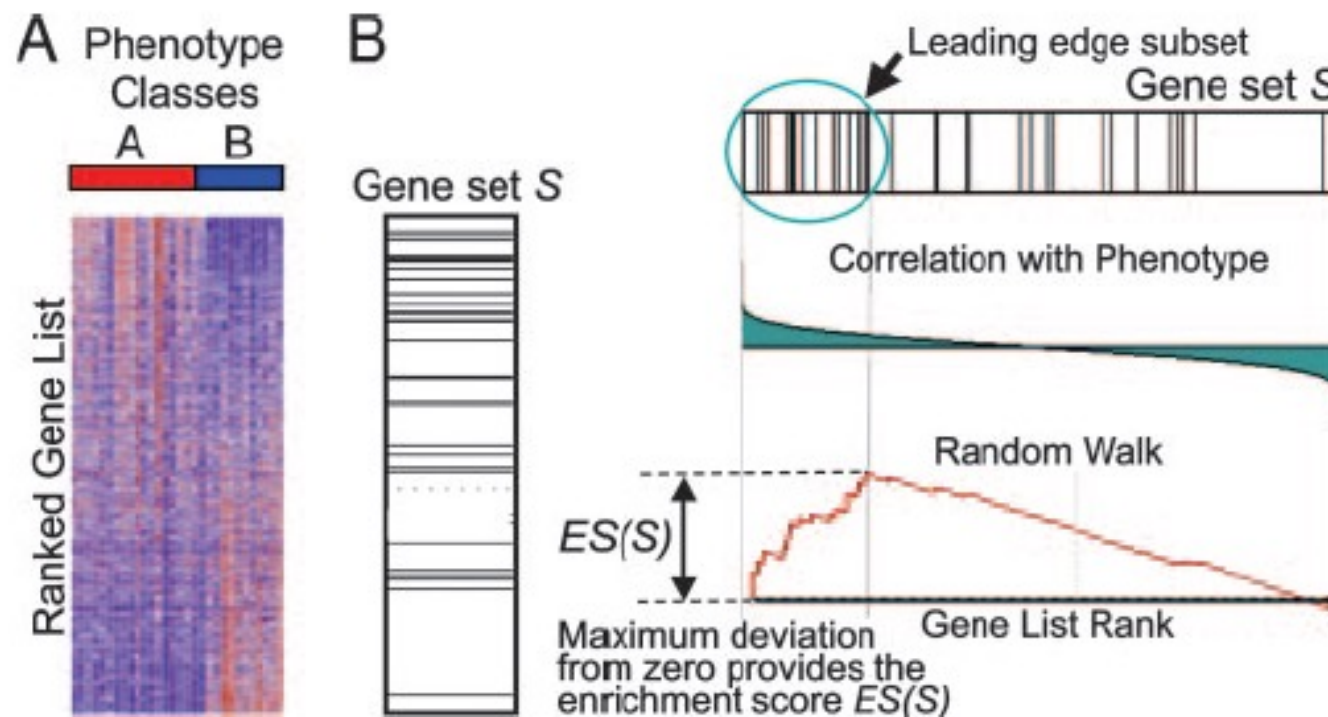 A
Phenotype
Classes
A B
Ranked Gene List
B
Gene set S
Leading edge subset
Gene set S
Correlation with Phenotype
Random Walk
ES(S)
Gene List Rank
Maximum deviation
from zero provides the
enrichment score ES(S)